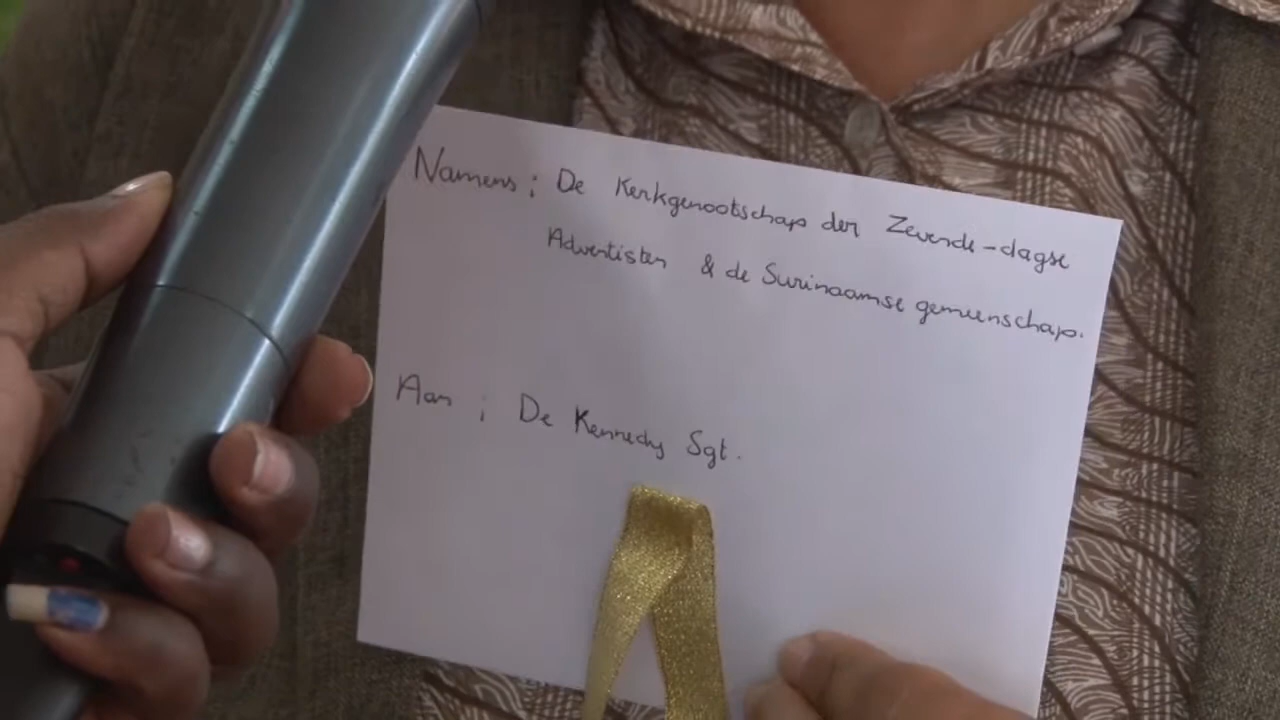 Namens ; De Kerkgenootschap der Zevende-dagse
Adventisten & de Surinaamse gemeenschap.
Aan ; De Kennedy Sgt.